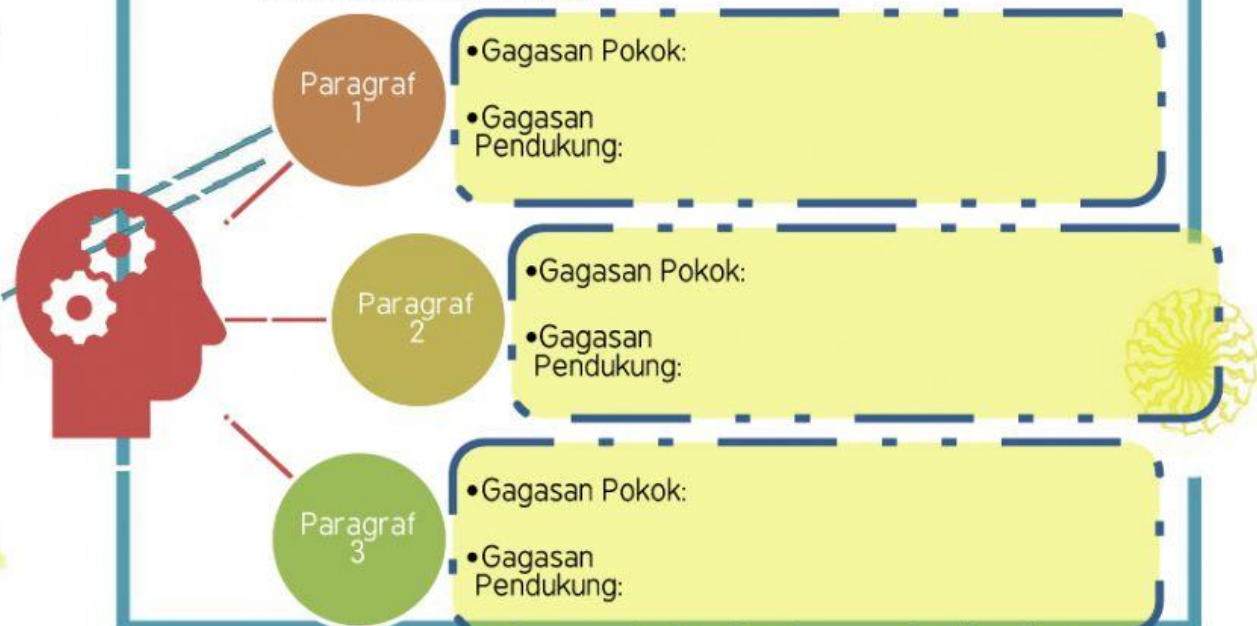 Paragraf
1
•Gagasan Pokok:
•Gagasan
Pendukung:
Paragraf
2
•Gagasan Pokok:
•Gagasan
Pendukung:
Paragraf
3
•Gagasan Pokok:
•Gagasan
Pendukung: